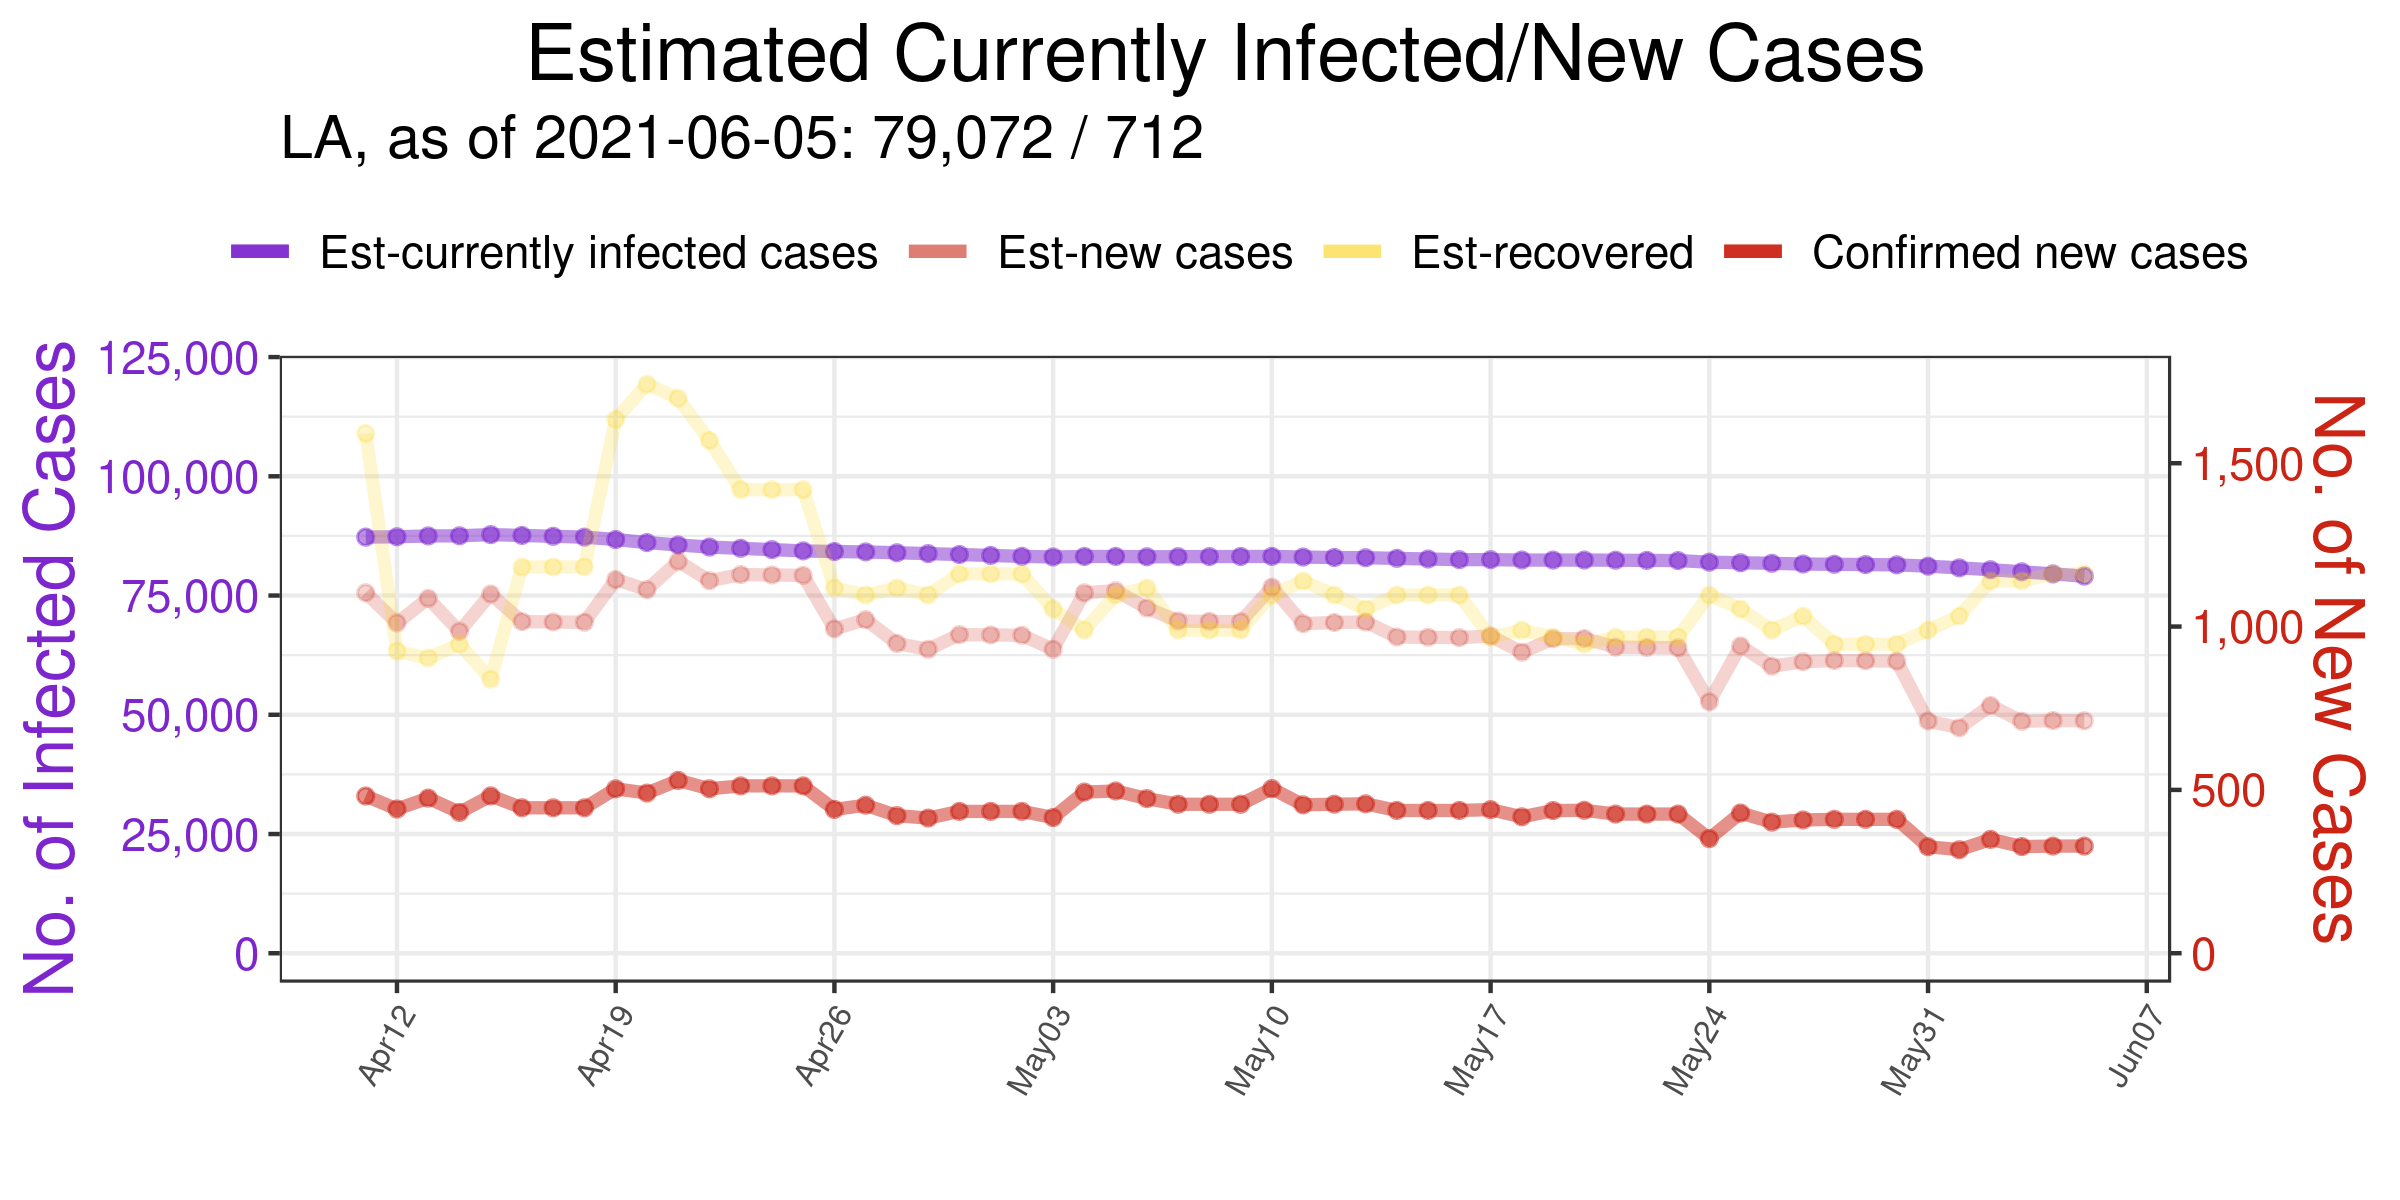 Estimated Currently Infected/New Cases
LA, as of 2021-06-05: 79,072 / 712
Est-currently infected cases Est-new cases Est-recovered Confirmed new cases
No. of Infected Cases
125,000
100,000
75,000
50,000
25,000
0
1,500
1,000
500
0
No. of New Cases
Apr12 Apr19 Apr26 May03 May10 May17 May24 May31 Jun07